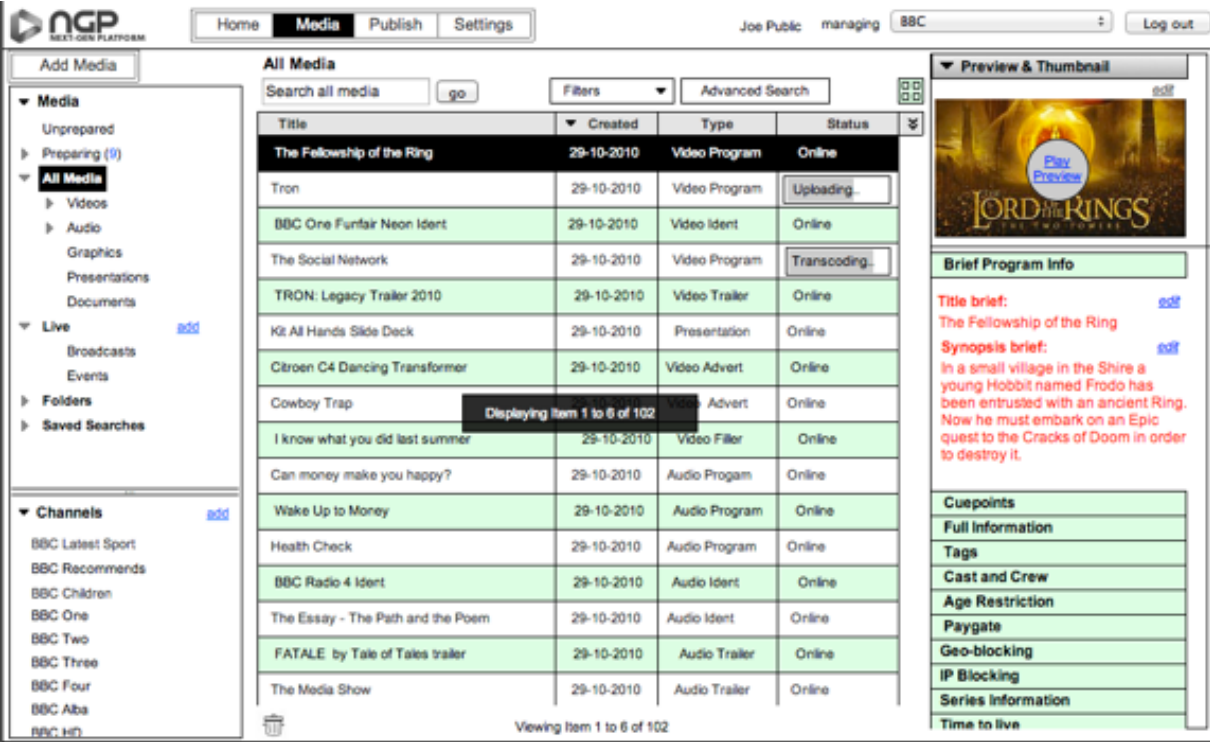 NGP
NEXT-GEN PLATFORM
Home Media Publish Settings
Joe Public managing BBC Log out
Add Media
Media
Unprepared
Preparing (9)
All Media
Videos
Audio
Graphics
Presentations
Documents
Live add
Broadcasts
Events
Folders
Saved Searches
Channels add
BBC Latest Sport
BBC Recommends
BBC Children
BBC One
BBC Two
BBC Three
BBC Four
BBC Alba
BBC HD
All Media
Search all media go Filters Advanced Search
Title Created Type Status
The Fellowship of the Ring 29-10-2010 Video Program Online
Tron 29-10-2010 Video Program Uploading..
BBC One Funfair Neon Ident 29-10-2010 Video Ident Online
The Social Network 29-10-2010 Video Program Transcoding..
TRON: Legacy Trailer 2010 29-10-2010 Video Trailer Online
Kit All Hands Slide Deck 29-10-2010 Presentation Online
Citroen C4 Dancing Transformer 29-10-2010 Video Advert Online
Cowboy Trap 29-10-2010 Video Advert Online
Displaying Item 1 to 6 of 102
I know what you did last summer 29-10-2010 Video Filler Online
Can money make you happy? 29-10-2010 Audio Progam Online
Wake Up to Money 29-10-2010 Audio Program Online
Health Check 29-10-2010 Audio Program Online
BBC Radio 4 Ident 29-10-2010 Audio Ident Online
The Essay - The Path and the Poem 29-10-2010 Audio Ident Online
FATALE by Tale of Tales trailer 29-10-2010 Audio Trailer Online
The Media Show 29-10-2010 Audio Trailer Online
Viewing Item 1 to 6 of 102
Preview & Thumbnail
edit
Play
Preview
THE
LORD OF THE RINGS
THE TWO TOWERS
Brief Program Info
Title brief: edit
The Fellowship of the Ring
Synopsis brief: edit
In a small village in the Shire a
young Hobbit named Frodo has
been entrusted with an ancient Ring.
Now he must embark on an Epic
quest to the Cracks of Doom in order
to destroy it.
Cuepoints
Full Information
Tags
Cast and Crew
Age Restriction
Paygate
Geo-blocking
IP Blocking
Series Information
Time to live